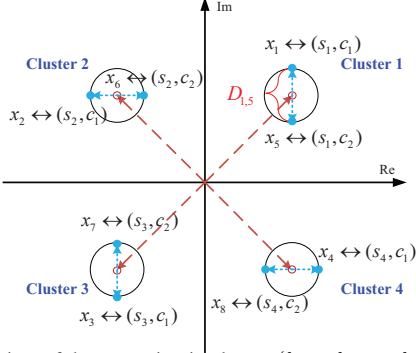 Im
Cluster 2
x₆ ↔ (s₂, c₂)
x₂ ↔ (s₂, c₁)
x₁ ↔ (s₁, c₁)
Cluster 1
D₁,₅
x₅ ↔ (s₁, c₂)
Re
x₇ ↔ (s₃, c₂)
Cluster 3
x₃ ↔ (s₃, c₁)
x₄ ↔ (s₄, c₁)
Cluster 4
x₈ ↔ (s₄, c₂)